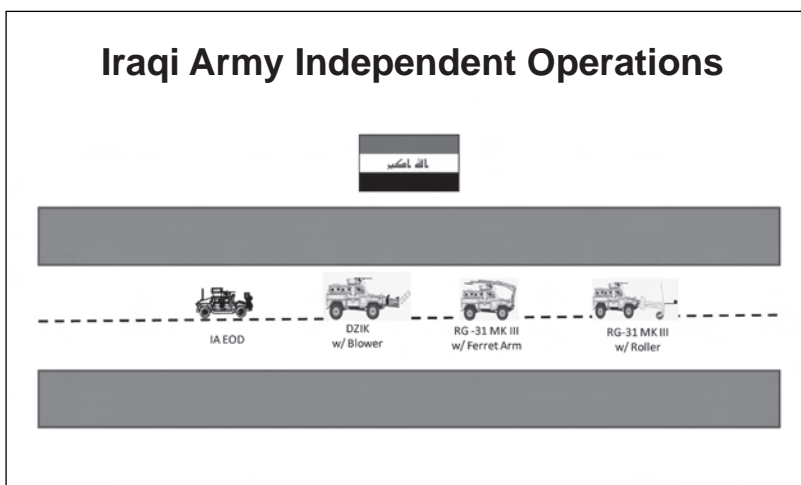 Iraqi Army Independent Operations
الله اكبر
IA EOD
DZIK
w/ Blower
RG -31 MK III
w/ Ferret Arm
RG-31 MK III
w/ Roller